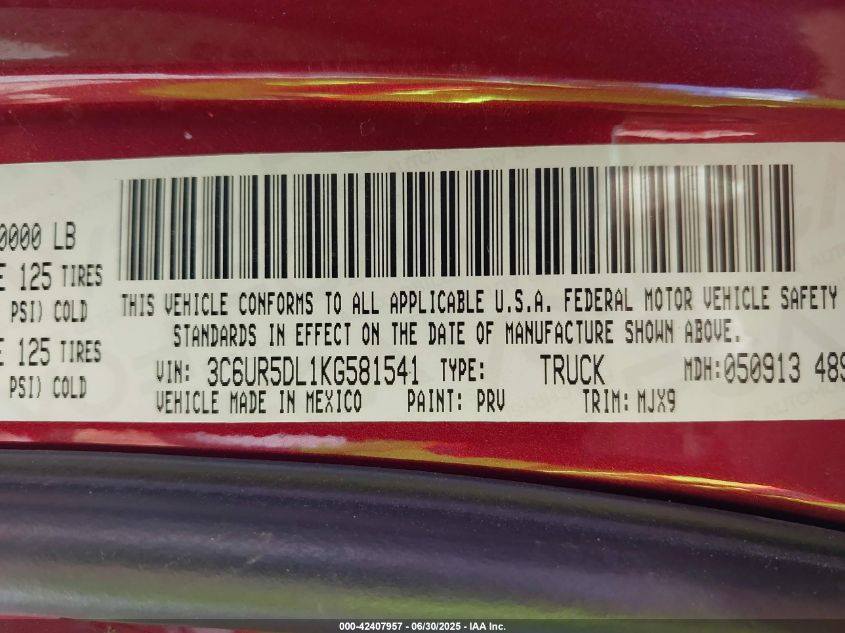 0000 LB
E 125 TIRES
PSI) COLD
E 125 TIRES
PSI) COLD
THIS VEHICLE CONFORMS TO ALL APPLICABLE U.S.A. FEDERAL MOTOR VEHICLE SAFETY
STANDARDS IN EFFECT ON THE DATE OF MANUFACTURE SHOWN ABOVE.
VIN: 3C6UR5DL1KG581541 TYPE: TRUCK MDH:050913 489
VEHICLE MADE IN MEXICO PAINT: PRV TRIM: MJX9
000-42407957 - 06/30/2025 - IAA Inc.